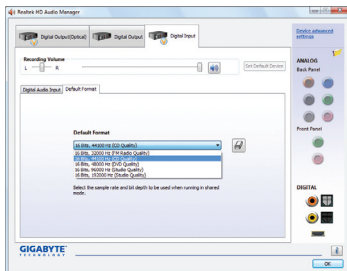 Realtek HD Audio Manager
Digital Output(Optical)
Digital Output
Digital Input
Device advanced settings
Recording Volume
L
R
Set Default Device
ANALOG
Back Panel
Digital Audio Input
Default Format
Default Format
16 Bits, 44100 Hz (CD Quality)
16 Bits, 32000 Hz (FM Radio Quality)
16 Bits, 44100 Hz (CD Quality)
16 Bits, 48000 Hz (DVD Quality)
16 Bits, 96000 Hz (Studio Quality)
16 Bits, 192000 Hz (Studio Quality)
Select the sample rate and bit depth to be used when running in shared mode.
Front Panel
DIGITAL
GIGABYTE
TECHNOLOGY
i
OK